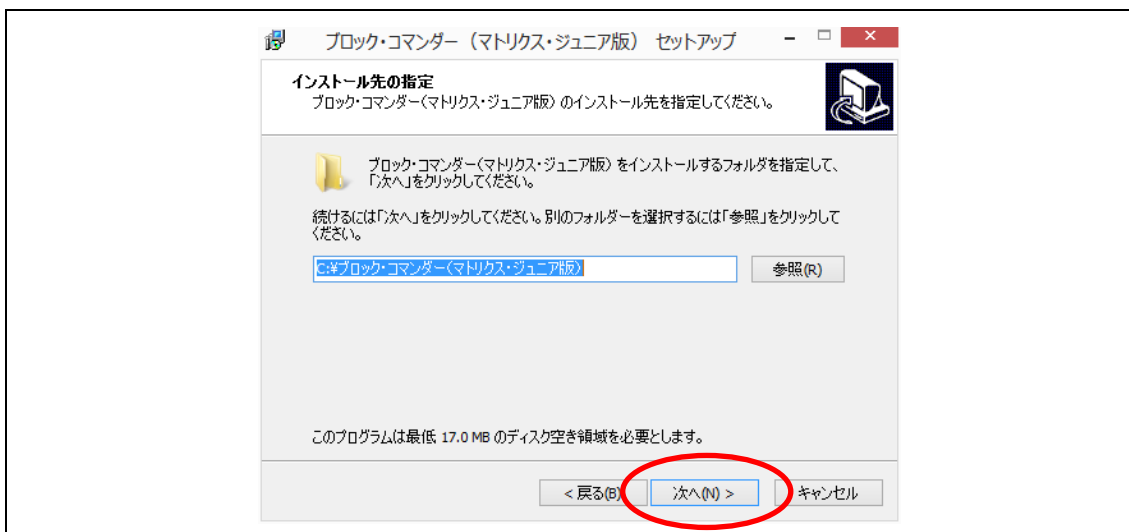 ブロック・コマンダー（マトリクス・ジュニア版） セットアップ
インストール先の指定
ブロック・コマンダー（マトリクス・ジュニア版） のインストール先を指定してください。
ブロック・コマンダー（マトリクス・ジュニア版） をインストールするフォルダを指定して、
「次へ」をクリックしてください。
続けるには「次へ」をクリックしてください。別のフォルダーを選択するには「参照」をクリックして
ください。
C:¥ブロック・コマンダー（マトリクス・ジュニア版）
参照(R)
このプログラムは最低 17.0 MB のディスク空き領域を必要とします。
< 戻る(B) 次へ(N) > キャンセル